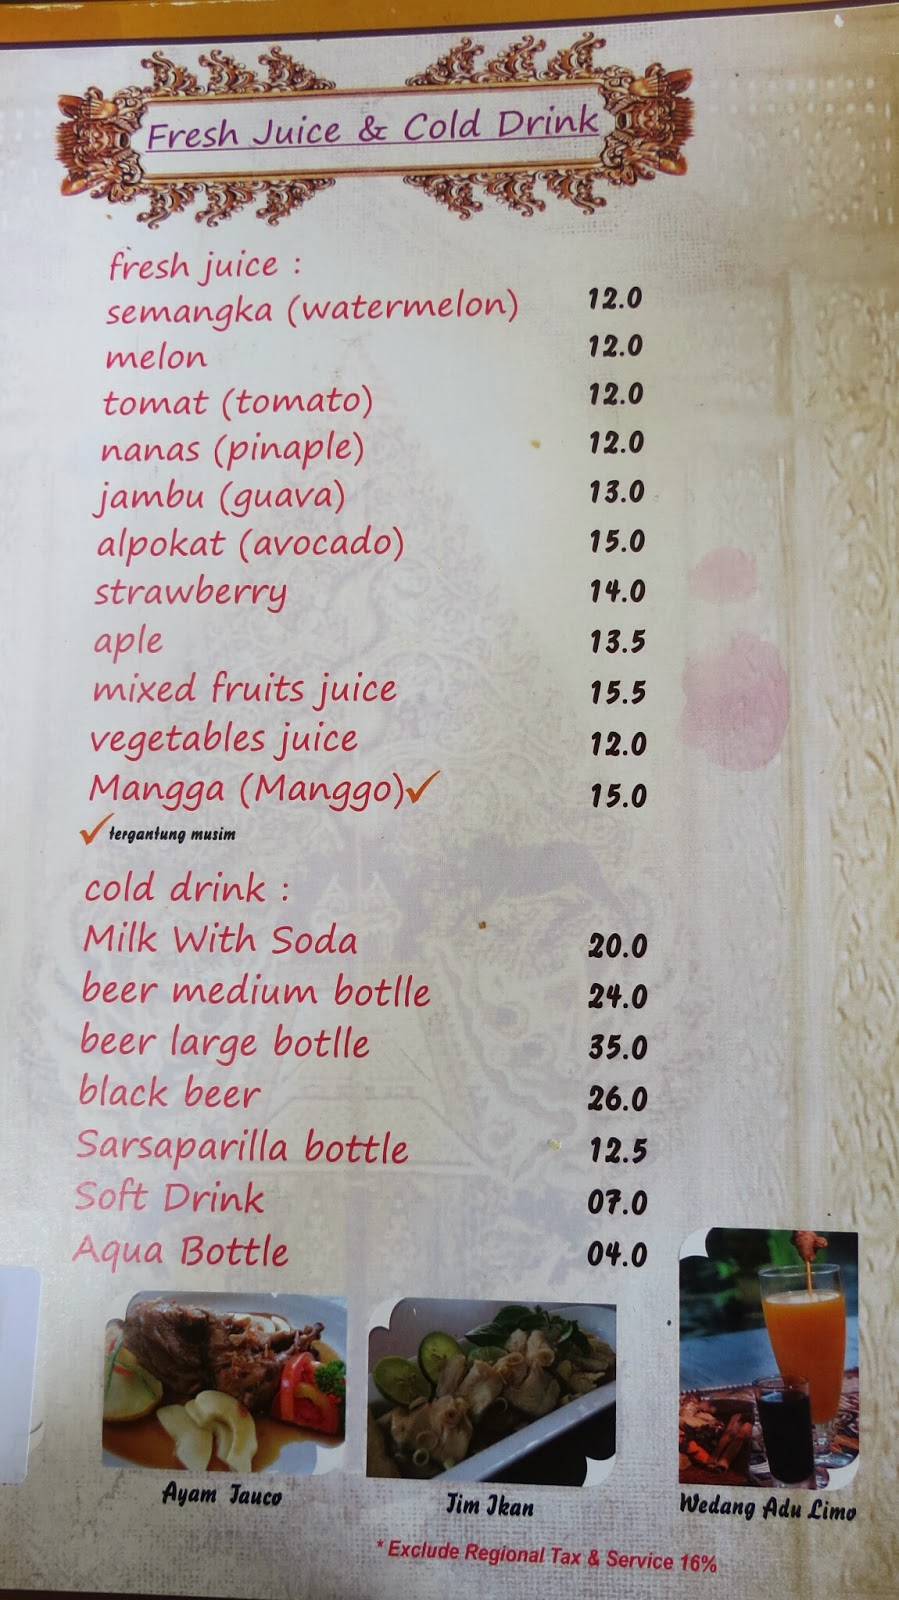 Fresh Juice & Cold Drink
fresh juice :
semangka (watermelon) 12.0
melon 12.0
tomat (tomato) 12.0
nanas (pinaple) 12.0
jambu (guava) 13.0
alpokat (avocado) 15.0
strawberry 14.0
aple 13.5
mixed fruits juice 15.5
vegetables juice 12.0
Mangga (Manggo)✓ 15.0
✓ tergantung musim
cold drink :
Milk With Soda 20.0
beer medium botlle 24.0
beer large botlle 35.0
black beer 26.0
Sarsaparilla bottle 12.5
Soft Drink 07.0
Aqua Bottle 04.0
Ayam Tauco
Tim Ikan
Wedang Adu Limo
* Exclude Regional Tax & Service 16%